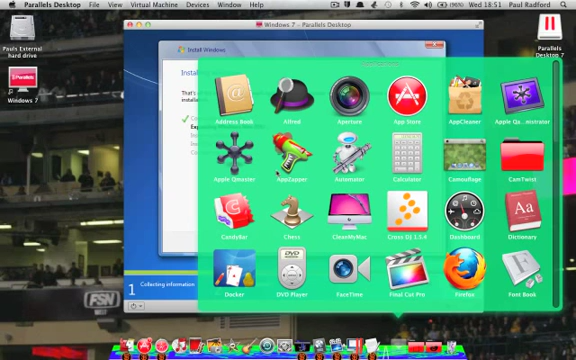 Parallels Desktop File View Virtual Machine Devices Window Help
96%
Wed 18:51
Paul Radford
Windows 7 – Parallels Desktop
Pauls External
hard drive
Windows 7
Parallels
Desktop 7
Install Windows
That's
Collecting information
1
Address Book
Alfred
Aperture
App Store
AppCleaner
Apple Qa...nistrator
Apple Qmaster
AppZapper
Automator
Calculator
Camouflage
CamTwist
CandyBar
Chess
CleanMyMac
Cross DJ 1.5.4
Dashboard
Dictionary
Docker
DVD Player
FaceTime
Final Cut Pro
Firefox
Font Book
FSN